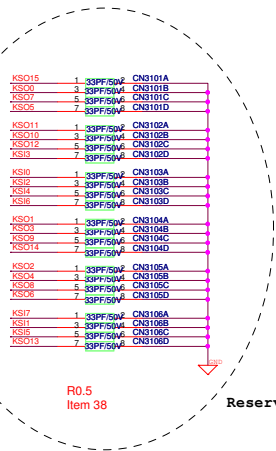 KSO15 1 33PF/50V 2 CN3101A
KSO0 3 33PF/50V 4 CN3101B
KSO7 5 33PF/50V 6 CN3101C
KSO5 7 33PF/50V 8 CN3101D
KSO11 1 33PF/50V 2 CN3102A
KSO10 3 33PF/50V 4 CN3102B
KSO12 5 33PF/50V 6 CN3102C
KSI3 7 33PF/50V 8 CN3102D
KSI0 1 33PF/50V 2 CN3103A
KSI2 3 33PF/50V 4 CN3103B
KSI4 5 33PF/50V 6 CN3103C
KSI6 7 33PF/50V 8 CN3103D
KSO1 1 33PF/50V 2 CN3104A
KSO3 3 33PF/50V 4 CN3104B
KSO9 5 33PF/50V 6 CN3104C
KSO14 7 33PF/50V 8 CN3104D
KSO2 1 33PF/50V 2 CN3105A
KSO4 3 33PF/50V 4 CN3105B
KSO8 5 33PF/50V 6 CN3105C
KSO6 7 33PF/50V 8 CN3105D
KSI7 1 33PF/50V 2 CN3106A
KSI1 3 33PF/50V 4 CN3106B
KSI5 5 33PF/50V 6 CN3106C
KSO13 7 33PF/50V 8 CN3106D
GND
R0.5
Item 38
Reserv